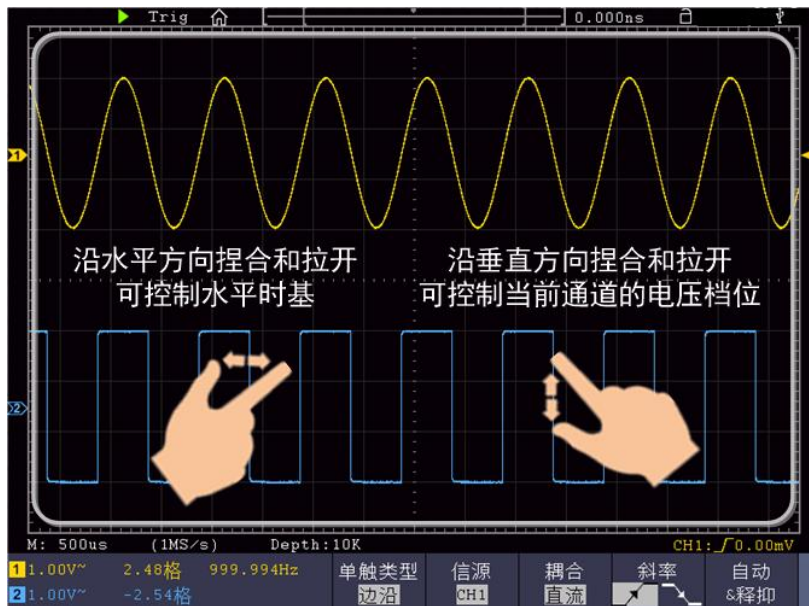 Trig 0.000ns
1
沿水平方向捏合和拉开
可控制水平时基
沿垂直方向捏合和拉开
可控制当前通道的电压档位
2
M: 500us (1MS/s) Depth:10K CH1: 0.00mV
1 1.00V~ 2.48格 999.994Hz
2 1.00V~ -2.54格
单触类型
边沿
信源
CH1
耦合
直流
斜率
自动
&释抑